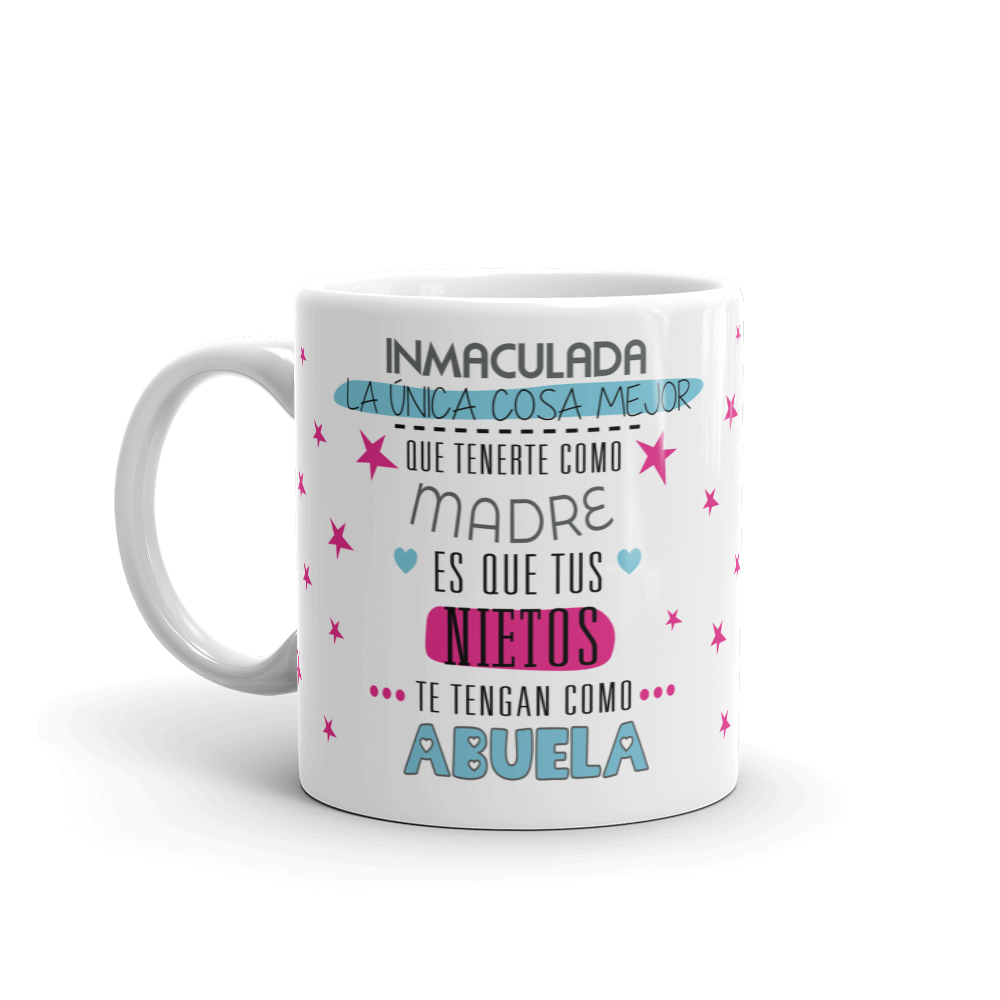 INMACULADA
LA ÚNICA COSA MEJOR
QUE TENERTE COMO
MADRE
ES QUE TUS
NIETOS
TE TENGAN COMO
ABUELA